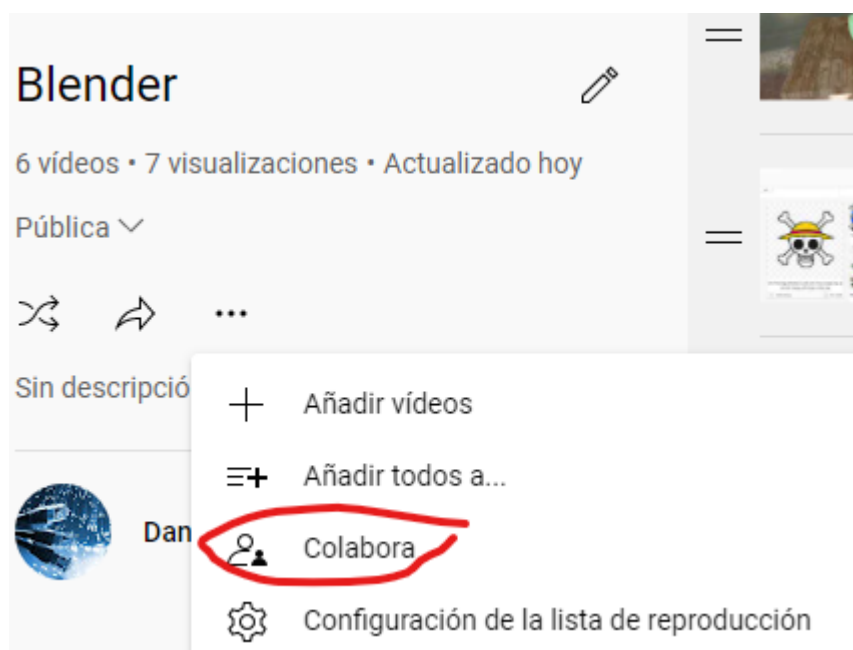 Blender
6 vídeos • 7 visualizaciones • Actualizado hoy
Pública
Sin descripció
Añadir vídeos
Añadir todos a...
Dan
Colabora
Configuración de la lista de reproducción